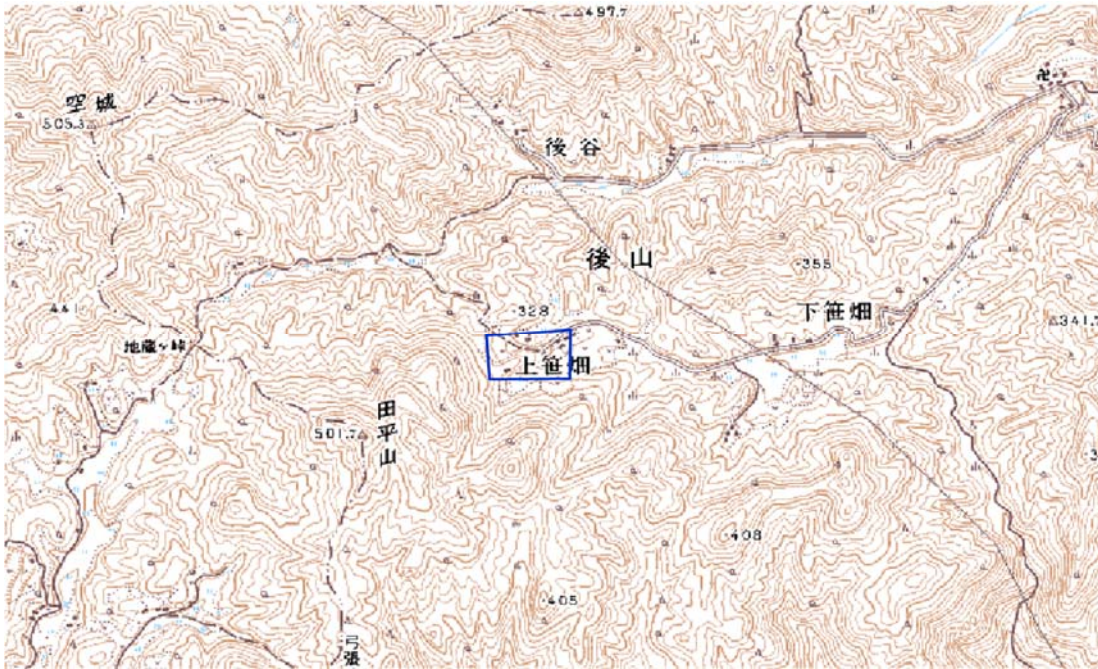 497.7
空城
505.3
後谷
後山
355
328
下笹畑
441
341.7
地蔵ヶ峠
上笹畑
田平山
501.7
408
405
弓張